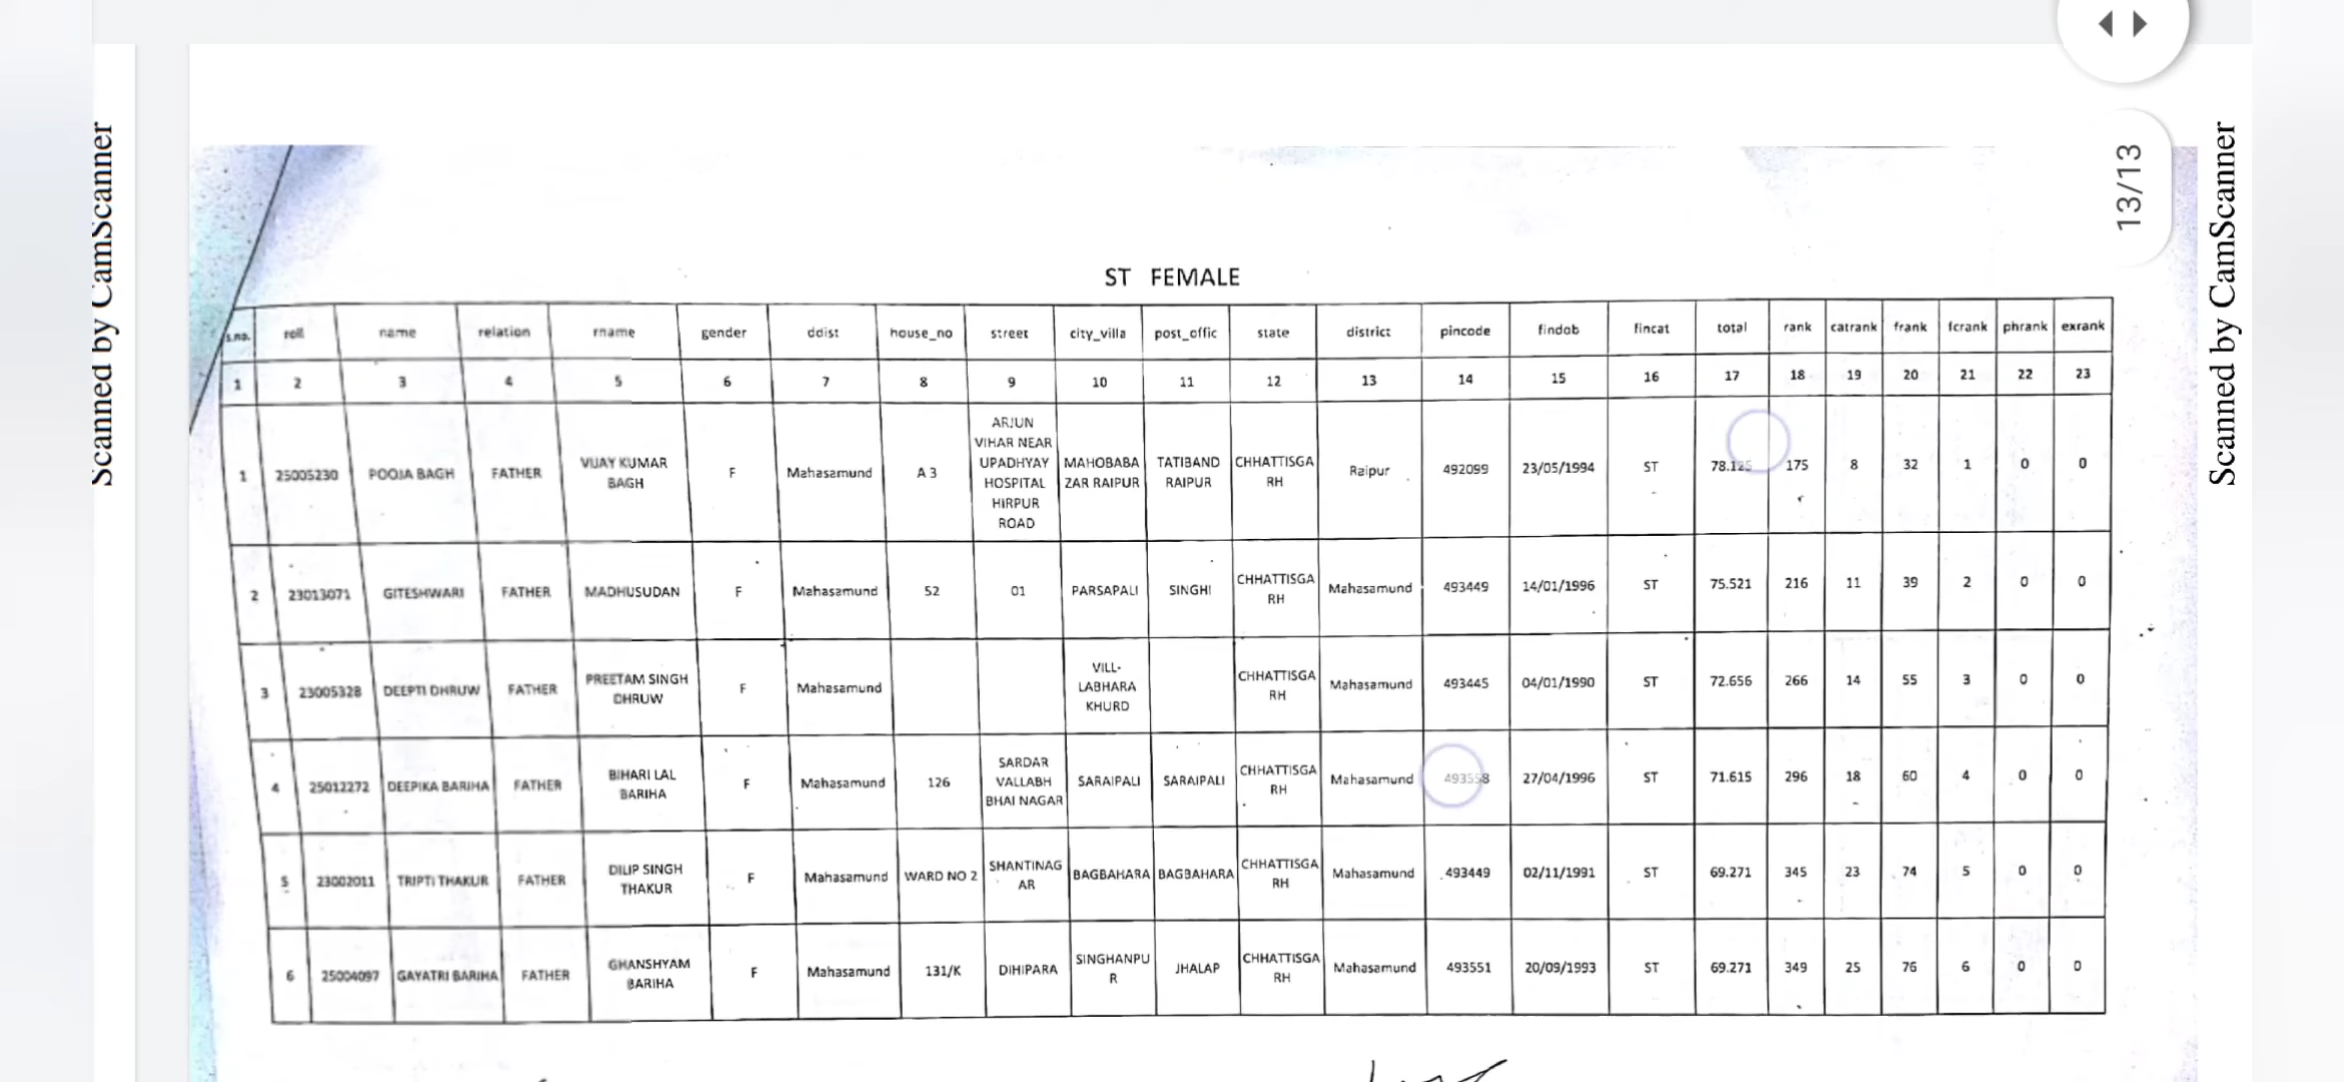 Scanned by CamScanner
13/13
Scanned by CamScanner
ST FEMALE
s.no. roll name relation rname gender ddist house_no street city_villa post_offic state district pincode findob fincat total rank catrank frank fcrank phrank exrank
1 2 3 4 5 6 7 8 9 10 11 12 13 14 15 16 17 18 19 20 21 22 23
1 25005230 POOJA BAGH FATHER VIJAY KUMAR BAGH F Mahasamund A 3 ARJUN VIHAR NEAR UPADHYAY HOSPITAL HIRPUR ROAD MAHOBABA ZAR RAIPUR TATIBAND RAIPUR CHHATTISGA RH Raipur 492099 23/05/1994 ST 78.125 175 8 32 1 0 0
2 23013071 GITESHWARI FATHER MADHUSUDAN F Mahasamund 52 01 PARSAPALI SINGHI CHHATTISGA RH Mahasamund 493449 14/01/1996 ST 75.521 216 11 39 2 0 0
3 23005328 DEEPTI DHRUW FATHER PREETAM SINGH DHRUW F Mahasamund VILL- LABHARA KHURD CHHATTISGA RH Mahasamund 493445 04/01/1990 ST 72.656 266 14 55 3 0 0
4 25012272 DEEPIKA BARIHA FATHER BIHARI LAL BARIHA F Mahasamund 126 SARDAR VALLABH BHAI NAGAR SARAIPALI SARAIPALI CHHATTISGA RH Mahasamund 493558 27/04/1996 ST 71.615 296 18 60 4 0 0
5 23002011 TRIPTI THAKUR FATHER DILIP SINGH THAKUR F Mahasamund WARD NO 2 SHANTINAG AR BAGBAHARA BAGBAHARA CHHATTISGA RH Mahasamund 493449 02/11/1991 ST 69.271 345 23 74 5 0 0
6 25004097 GAYATRI BARIHA FATHER GHANSHYAM BARIHA F Mahasamund 131/K DIHIPARA SINGHANPU R JHALAP CHHATTISGA RH Mahasamund 493551 20/09/1993 ST 69.271 349 25 76 6 0 0